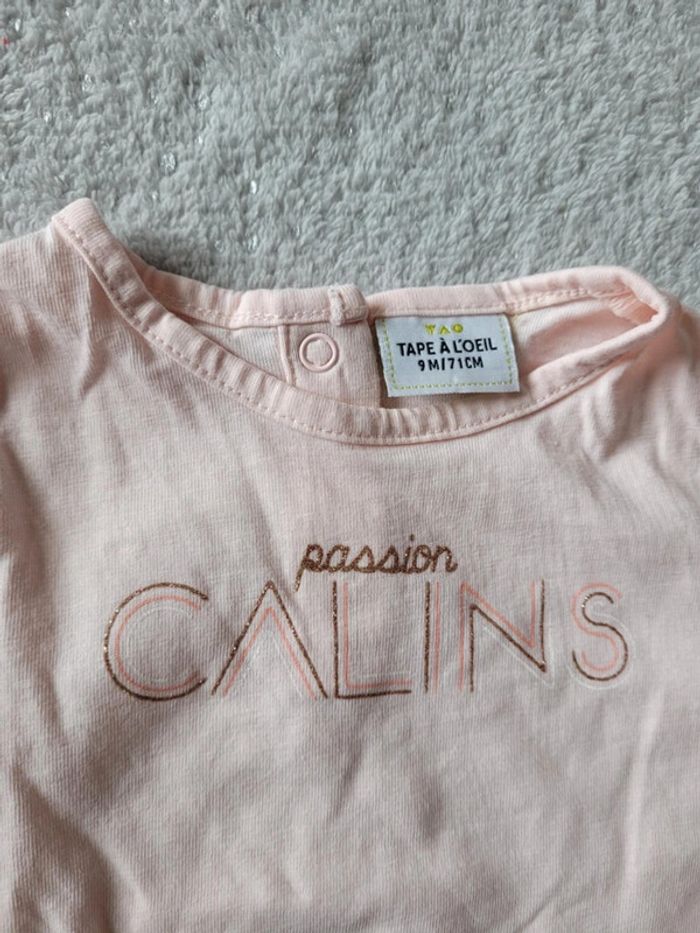 TAO
TAPE À L'OEIL
9M/71CM
passion
CALINS